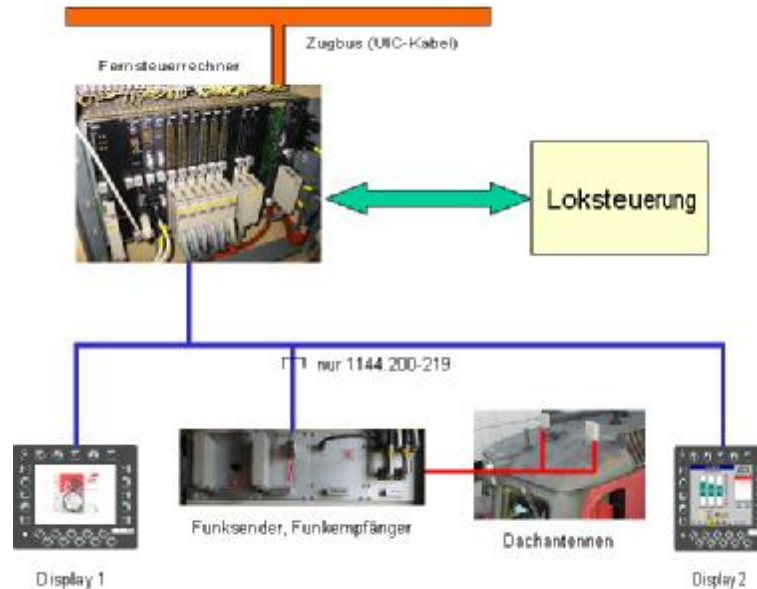 Zugbus (UIC-Kabel)
Fernsteuerrechner
Loksteuerung
nur 1144.200-219
Funksender, Funkempfänger
Dachantennen
Display 1
Display 2